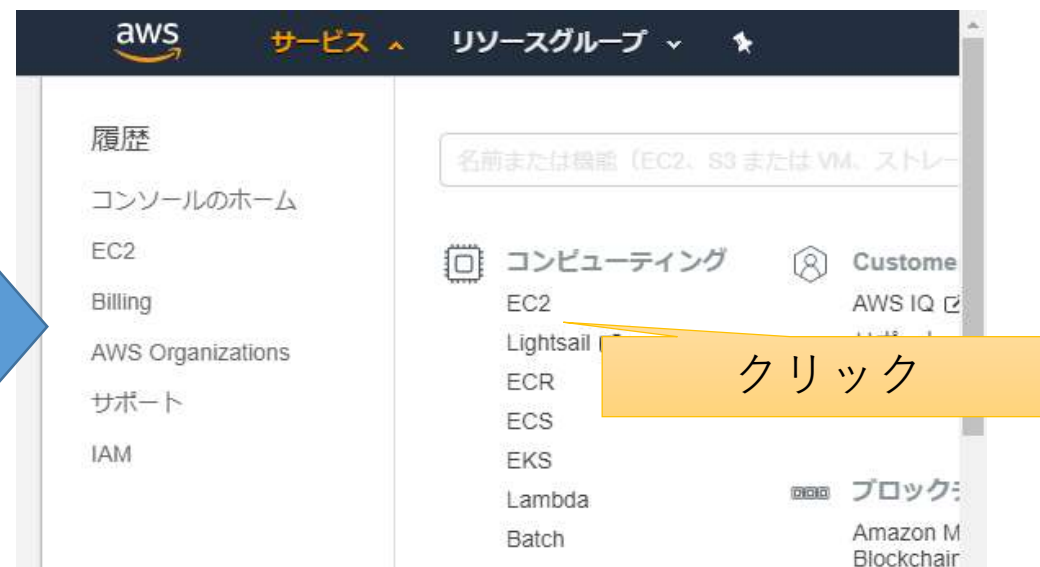 aws サービス リソースグループ
履歴
コンソールのホーム
EC2
Billing
AWS Organizations
サポート
IAM
名前または機能（EC2、S3 または VM、ストレー
コンピューティング
EC2
Lightsail
ECR
ECS
EKS
Lambda
Batch
Custome
AWS IQ
クリック
ブロック
Amazon M
Blockchain